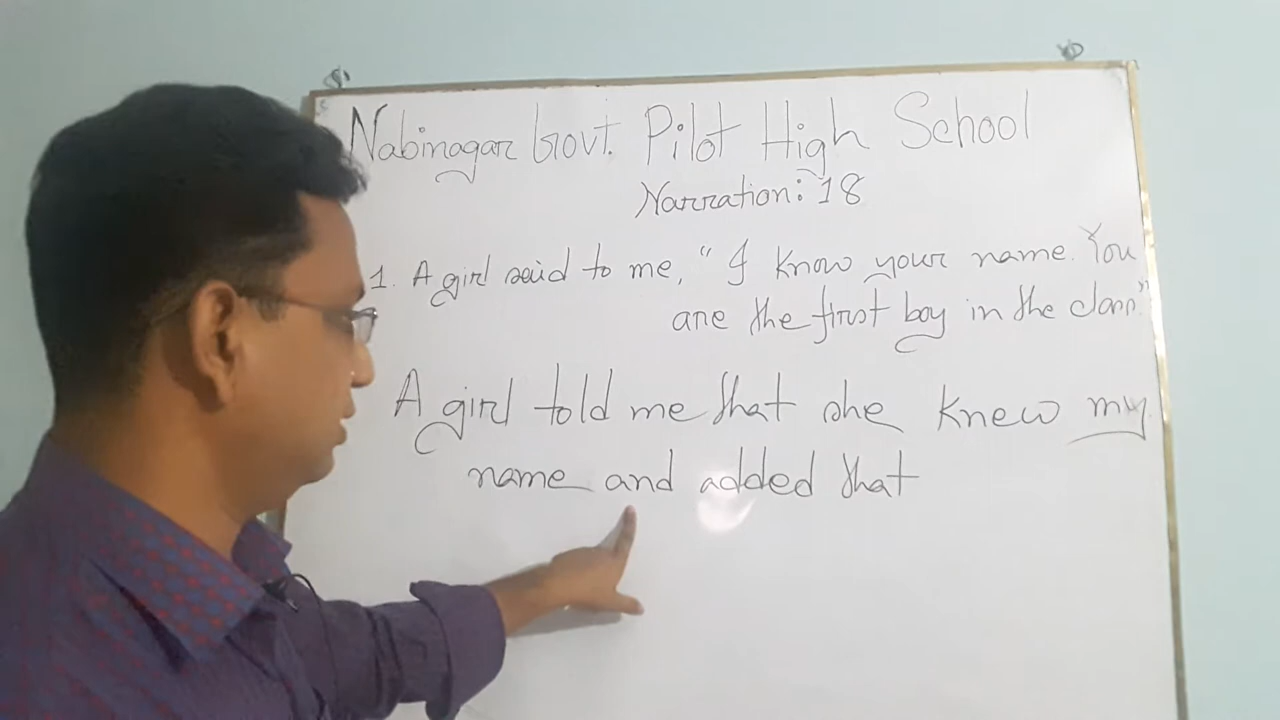 Nabinagar Govt. Pilot High School
Narration: 18
1. A girl said to me, "I know your name. You
are the first boy in the class."
A girl told me that she knew my
name and added that